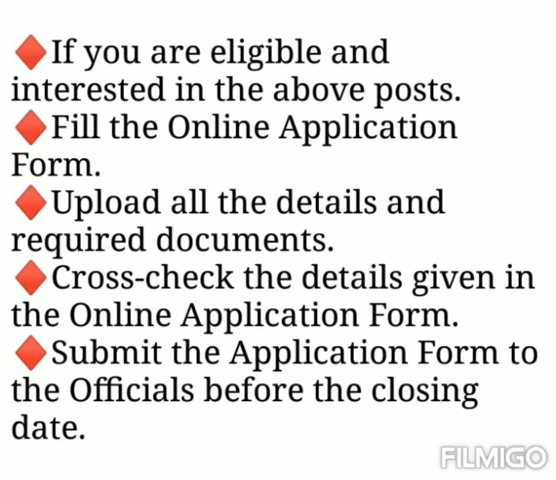 ♦If you are eligible and
interested in the above posts.
♦Fill the Online Application
Form.
♦Upload all the details and
required documents.
♦Cross-check the details given in
the Online Application Form.
♦Submit the Application Form to
the Officials before the closing
date.
FILMIGO